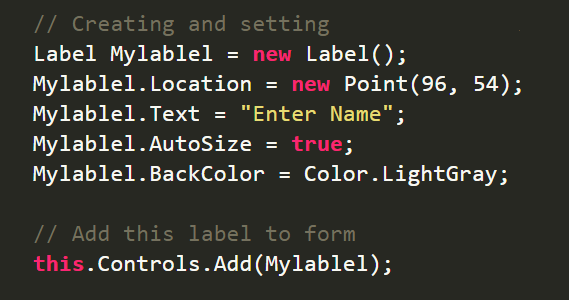 // Creating and setting
Label Mylablel = new Label();
Mylablel.Location = new Point(96, 54);
Mylablel.Text = "Enter Name";
Mylablel.AutoSize = true;
Mylablel.BackColor = Color.LightGray;
// Add this label to form
this.Controls.Add(Mylablel);